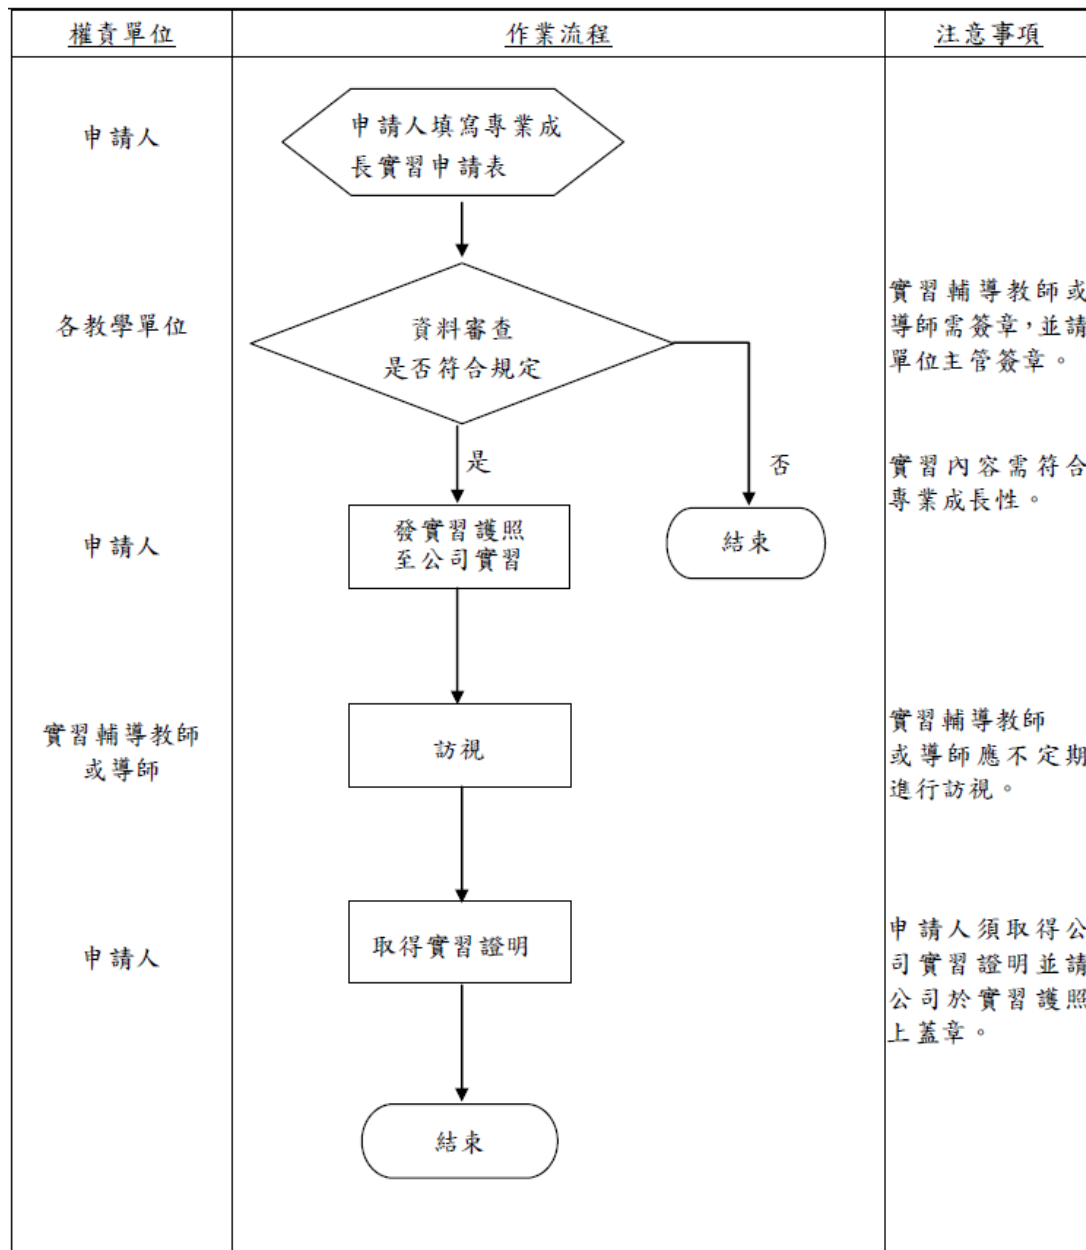 權責單位
作業流程
注意事項
申請人
申請人填寫專業成
長實習申請表
各教學單位
資料審查
是否符合規定
實習輔導教師或
導師需簽章，並請
單位主管簽章。
是
否
實習內容需符合
專業成長性。
申請人
發實習護照
至公司實習
結束
實習輔導教師
或導師
訪視
實習輔導教師
或導師應不定期
進行訪視。
申請人
取得實習證明
申請人須取得公
司實習證明並請
公司於實習護照
上蓋章。
結束